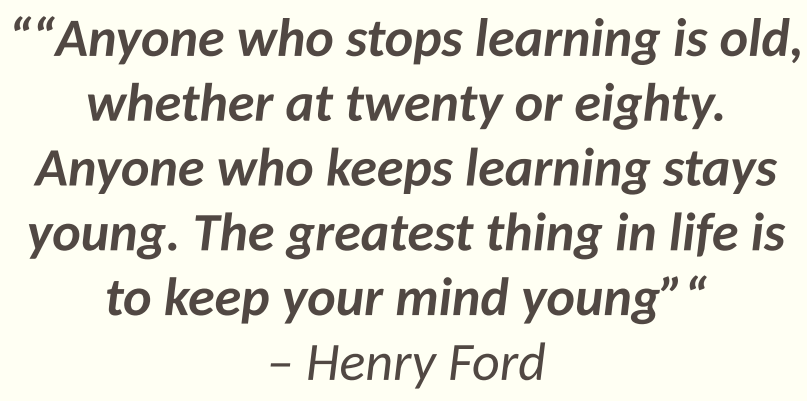 ““Anyone who stops learning is old,
whether at twenty or eighty.
Anyone who keeps learning stays
young. The greatest thing in life is
to keep your mind young” “
– Henry Ford